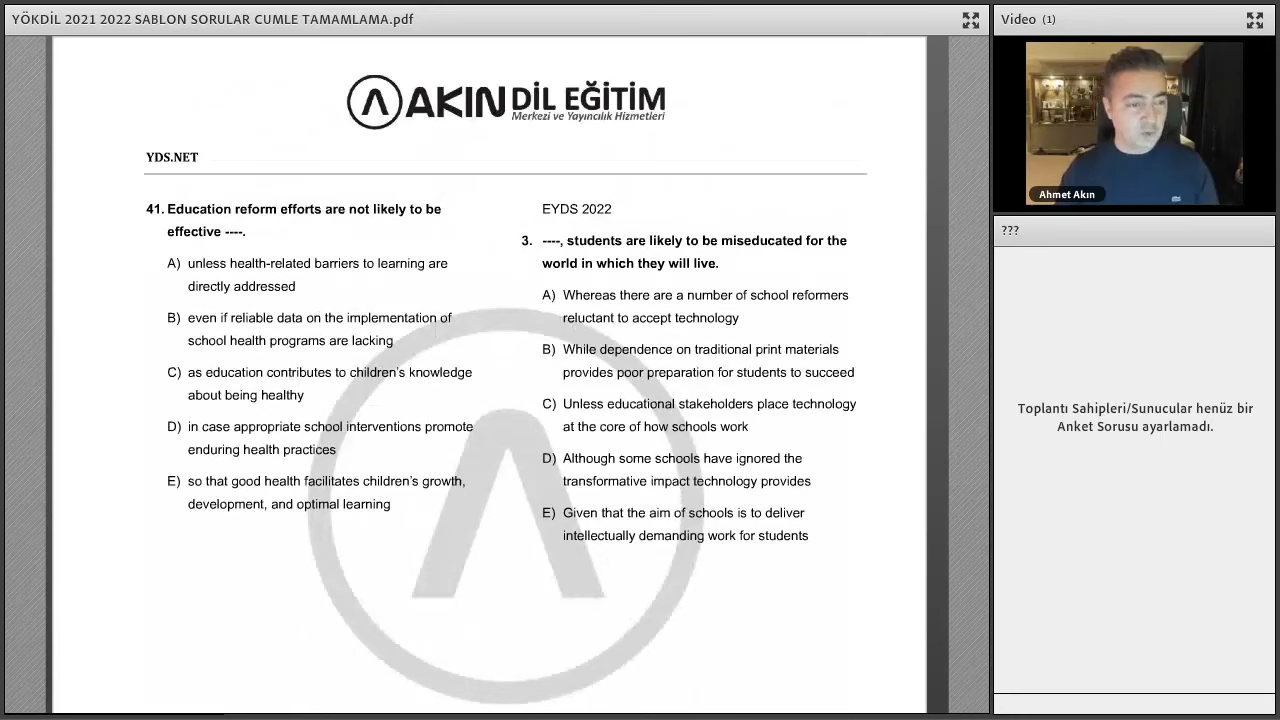 YÖKDİL 2021 2022 SABLON SORULAR CUMLE TAMAMLAMA.pdf
AKIN DİL EĞİTİM
Merkezi ve Yayıncılık Hizmetleri
YDS.NET
41. Education reform efforts are not likely to be
effective ----.
A) unless health-related barriers to learning are
directly addressed
B) even if reliable data on the implementation of
school health programs are lacking
C) as education contributes to children’s knowledge
about being healthy
D) in case appropriate school interventions promote
enduring health practices
E) so that good health facilitates children’s growth,
development, and optimal learning
EYDS 2022
3. ----, students are likely to be miseducated for the
world in which they will live.
A) Whereas there are a number of school reformers
reluctant to accept technology
B) While dependence on traditional print materials
provides poor preparation for students to succeed
C) Unless educational stakeholders place technology
at the core of how schools work
D) Although some schools have ignored the
transformative impact technology provides
E) Given that the aim of schools is to deliver
intellectually demanding work for students
Video (1)
Ahmet Akın
???
Toplantı Sahipleri/Sunucular henüz bir
Anket Sorusu ayarlamadı.